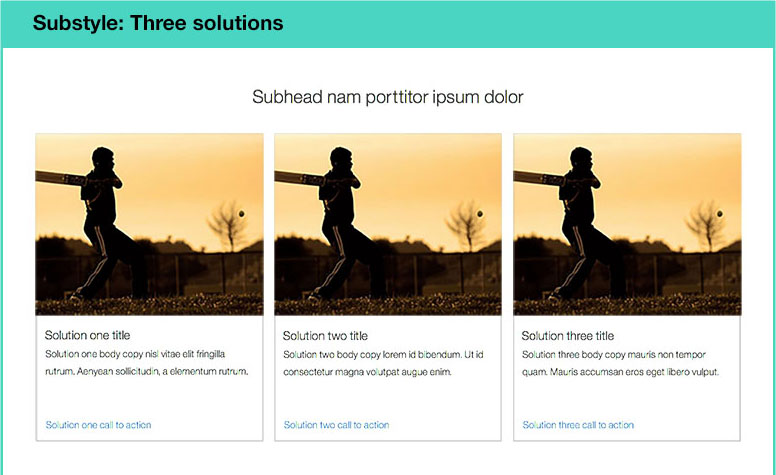 Substyle: Three solutions
Subhead nam porttitor ipsum dolor
Solution one title
Solution one body copy nisl vitae elit fringilla
rutrum. Aenyean sollicitudin, a elementum rutrum.
Solution one call to action
Solution two title
Solution two body copy lorem id bibendum. Ut id
consectetur magna volutpat augue enim.
Solution two call to action
Solution three title
Solution three body copy mauris non tempor
quam. Mauris accumsan eros eget libero vulput.
Solution three call to action